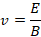 v = E/B